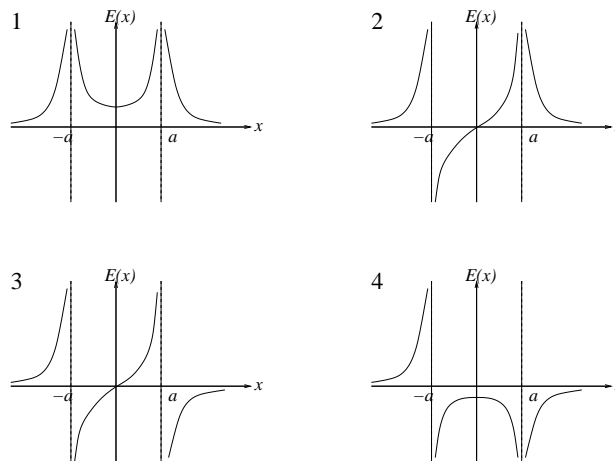 1 E(x)
−a a x
2 E(x)
−a a
3 E(x)
−a a x
4 E(x)
−a a